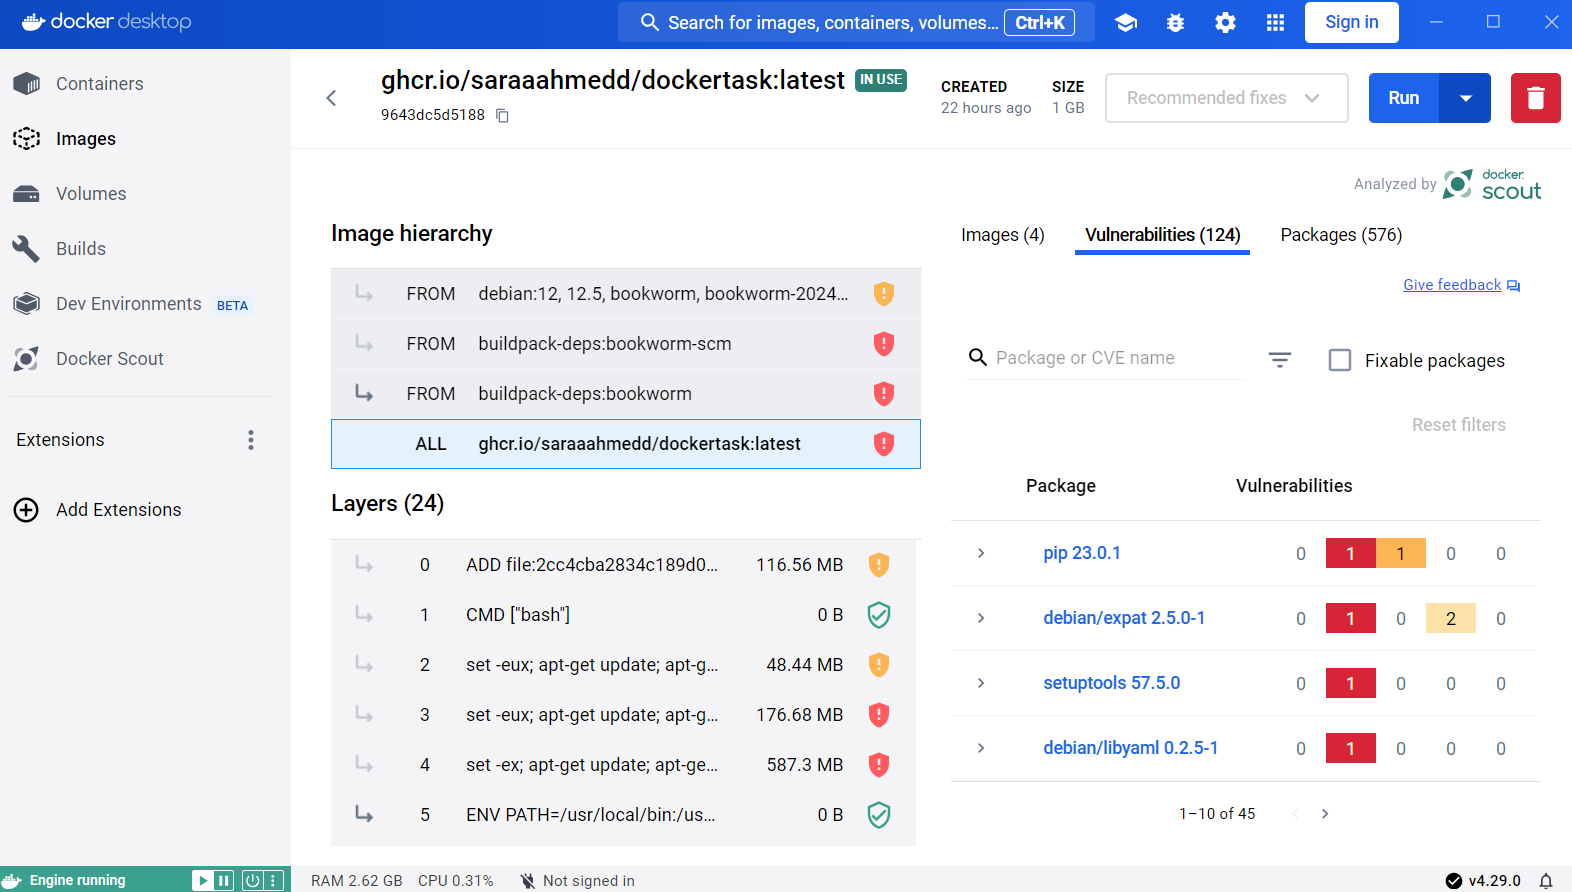 docker desktop
Search for images, containers, volumes... Ctrl+K
Sign in
Containers
Images
Volumes
Builds
Dev Environments BETA
Docker Scout
Extensions
Add Extensions
ghcr.io/saraaahmedd/dockertask:latest IN USE
9643dc5d5188
CREATED
22 hours ago
SIZE
1 GB
Recommended fixes
Run
Analyzed by docker scout
Image hierarchy
FROM debian:12, 12.5, bookworm, bookworm-2024...
FROM buildpack-deps:bookworm-scm
FROM buildpack-deps:bookworm
ALL ghcr.io/saraaahmedd/dockertask:latest
Layers (24)
0 ADD file:2cc4cba2834c189d0... 116.56 MB
1 CMD ["bash"] 0 B
2 set -eux; apt-get update; apt-g... 48.44 MB
3 set -eux; apt-get update; apt-g... 176.68 MB
4 set -ex; apt-get update; apt-ge... 587.3 MB
5 ENV PATH=/usr/local/bin:/us... 0 B
Images (4) Vulnerabilities (124) Packages (576)
Give feedback
Package or CVE name
Fixable packages
Reset filters
Package Vulnerabilities
pip 23.0.1 0 1 1 0 0
debian/expat 2.5.0-1 0 1 0 2 0
setuptools 57.5.0 0 1 0 0 0
debian/libyaml 0.2.5-1 0 1 0 0 0
1–10 of 45
Engine running
RAM 2.62 GB CPU 0.31% Not signed in
v4.29.0